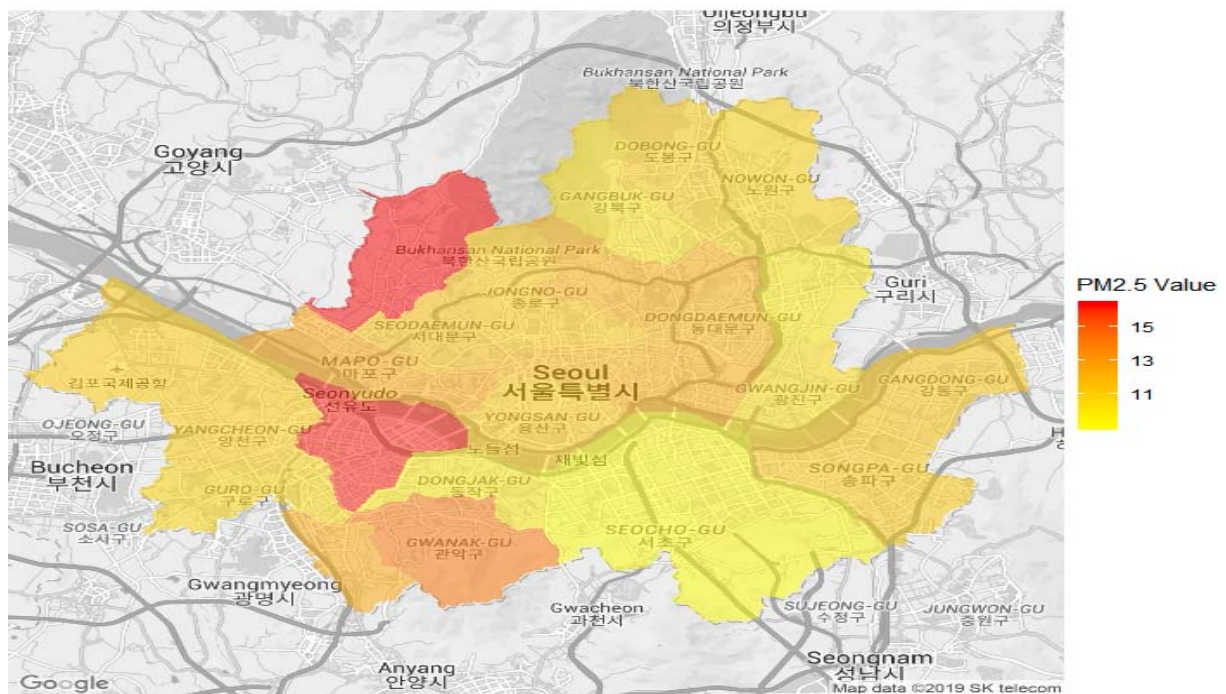 Uijeongbu
의정부시
Bukhansan National Park
북한산국립공원
Goyang
고양시
DOBONG-GU
도봉구
NOWON-GU
노원구
GANGBUK-GU
강북구
Bukhansan National Park
북한산국립공원
Guri
구리시
JONGNO-GU
종로구
SEODAEMUN-GU
서대문구
DONGDAEMUN-GU
동대문구
MAPO-GU
마포구
Seoul
서울특별시
김포국제공항
Seonyudo
선유도
GWANGJIN-GU
광진구
GANGDONG-GU
강동구
OJEONG-GU
오정구
YANGCHEON-GU
양천구
YONGSAN-GU
용산구
노들섬
새빛섬
Bucheon
부천시
GURO-GU
구로구
DONGJAK-GU
동작구
SONGPA-GU
송파구
SOSA-GU
소사구
GWANAK-GU
관악구
SEOCHO-GU
서초구
Gwangmyeong
광명시
Gwacheon
과천시
SUJEONG-GU
수정구
JUNGWON-GU
중원구
Anyang
안양시
Seongnam
성남시
Google
Map data ©2019 SK telecom
PM2.5 Value
15
13
11